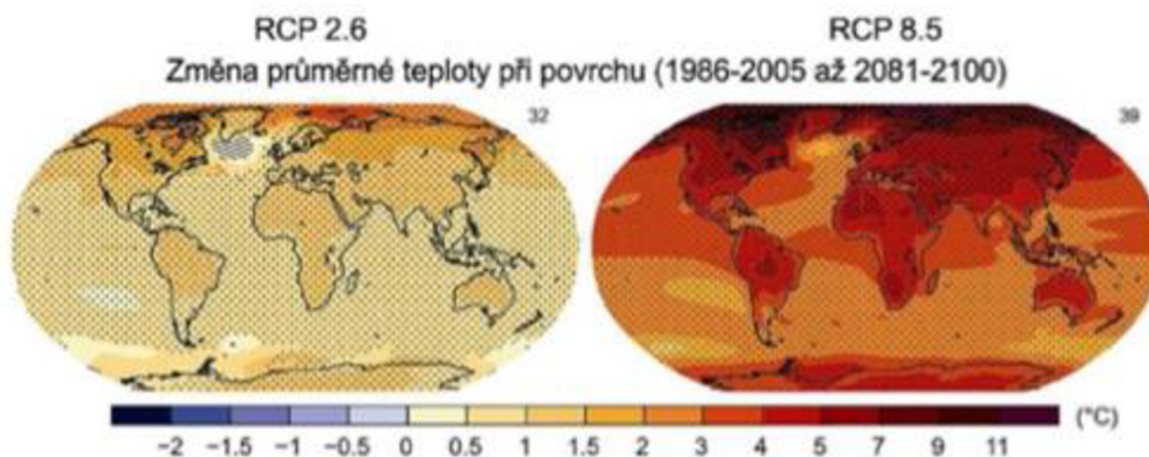 RCP 2.6 RCP 8.5
Změna průměrné teploty při povrchu (1986-2005 až 2081-2100)
32 39
(°C)
−2 −1.5 −1 −0.5 0 0.5 1 1.5 2 3 4 5 7 9 11